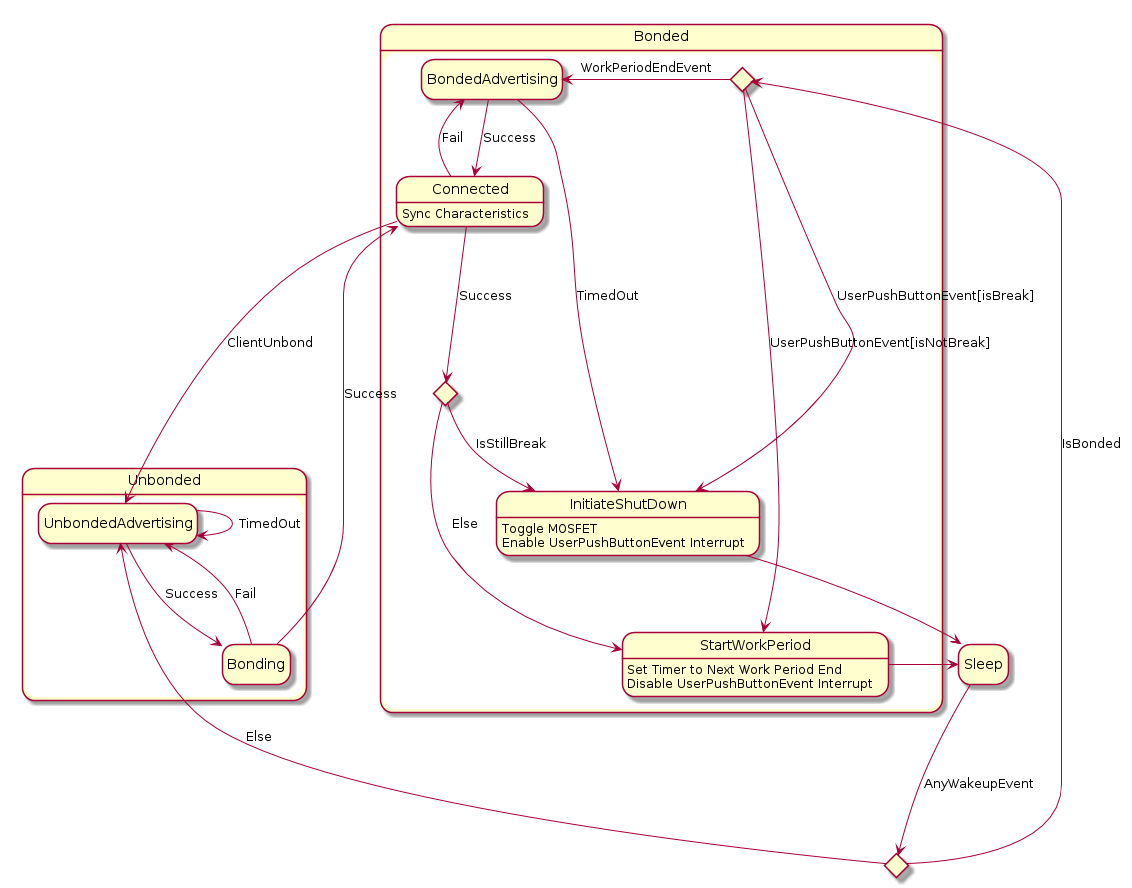 Bonded
WorkPeriodEndEvent
BondedAdvertising
Fail
Success
Connected
Sync Characteristics
Success
TimedOut
UserPushButtonEvent[isBreak]
ClientUnbond
UserPushButtonEvent[isNotBreak]
Success
IsStillBreak
IsBonded
Unbonded
InitiateShutDown
Toggle MOSFET
Enable UserPushButtonEvent Interrupt
UnbondedAdvertising
TimedOut
Else
Success
Fail
StartWorkPeriod
Set Timer to Next Work Period End
Disable UserPushButtonEvent Interrupt
Bonding
Sleep
Else
AnyWakeupEvent